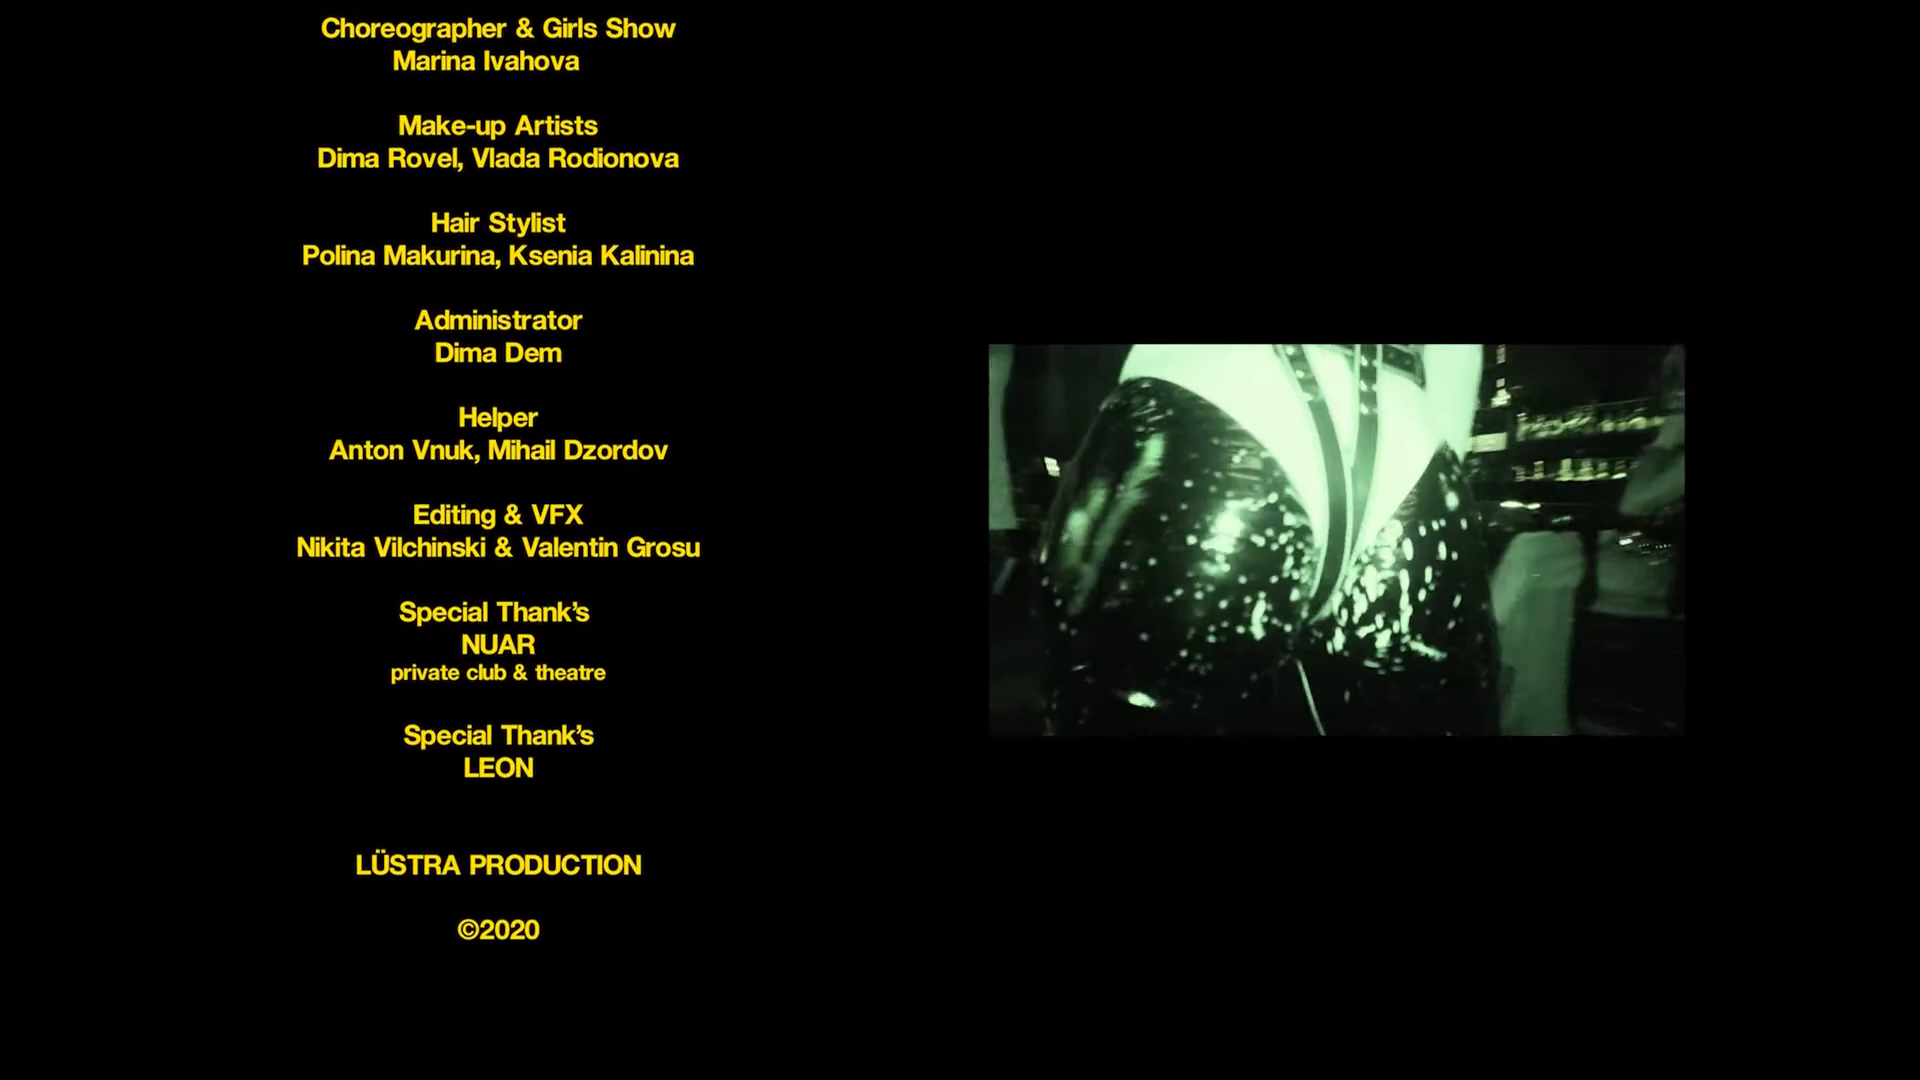 Choreographer & Girls Show
Marina Ivahova
Make-up Artists
Dima Rovel, Vlada Rodionova
Hair Stylist
Polina Makurina, Ksenia Kalinina
Administrator
Dima Dem
Helper
Anton Vnuk, Mihail Dzordov
Editing & VFX
Nikita Vilchinski & Valentin Grosu
Special Thank’s
NUAR
private club & theatre
Special Thank’s
LEON
LÜSTRA PRODUCTION
©2020